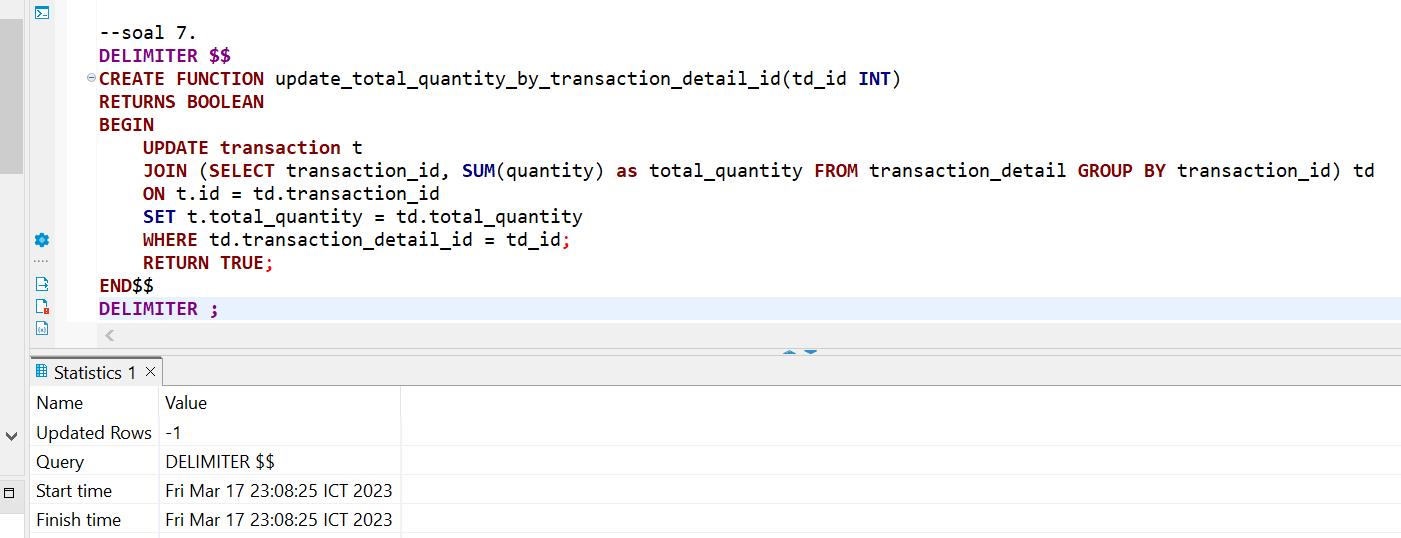 --soal 7.
DELIMITER $$
CREATE FUNCTION update_total_quantity_by_transaction_detail_id(td_id INT)
RETURNS BOOLEAN
BEGIN
    UPDATE transaction t
    JOIN (SELECT transaction_id, SUM(quantity) as total_quantity FROM transaction_detail GROUP BY transaction_id) td
    ON t.id = td.transaction_id
    SET t.total_quantity = td.total_quantity
    WHERE td.transaction_detail_id = td_id;
    RETURN TRUE;
END$$
DELIMITER ;
Statistics 1
Name Value
Updated Rows -1
Query DELIMITER $$
Start time Fri Mar 17 23:08:25 ICT 2023
Finish time Fri Mar 17 23:08:25 ICT 2023